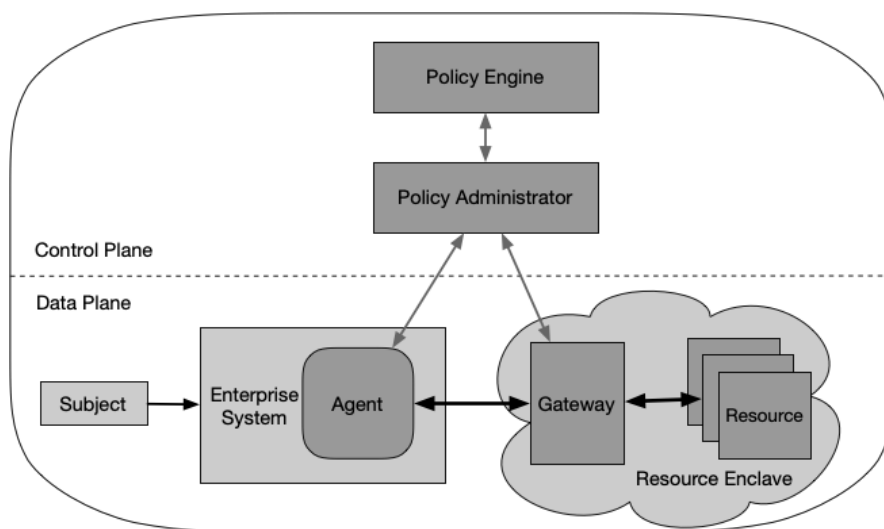 Policy Engine
Policy Administrator
Control Plane
Data Plane
Subject
Enterprise
System
Agent
Gateway
Resource
Resource Enclave